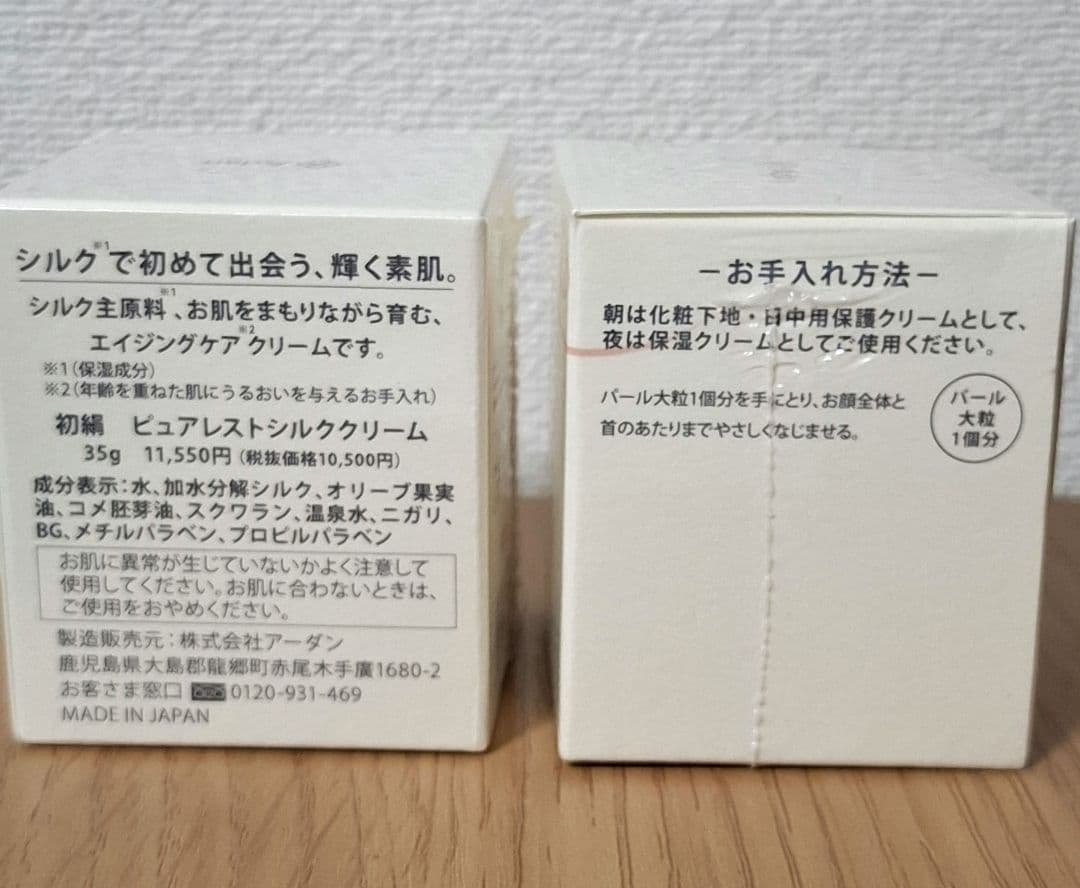 シルク※1で初めて出会う、輝く素肌。
シルク主原料※1、お肌をまもりながら育む、
エイジングケア※2クリームです。
※1（保湿成分）
※2（年齢を重ねた肌にうるおいを与えるお手入れ）
初絹　ピュアレストシルククリーム
35g　11,550円（税抜価格10,500円）
成分表示：水、加水分解シルク、オリーブ果実
油、コメ胚芽油、スクワラン、温泉水、ニガリ、
BG、メチルパラベン、プロピルパラベン
お肌に異常が生じていないかよく注意して
使用してください。お肌に合わないときは、
ご使用をおやめください。
製造販売元：株式会社アーダン
鹿児島県大島郡龍郷町赤尾木手廣1680-2
お客さま窓口 0120-931-469
MADE IN JAPAN
－お手入れ方法－
朝は化粧下地・日中用保護クリームとして、
夜は保湿クリームとしてご使用ください。
パール大粒1個分を手にとり、お顔全体と
首のあたりまでやさしくなじませる。
パール
大粒
1個分